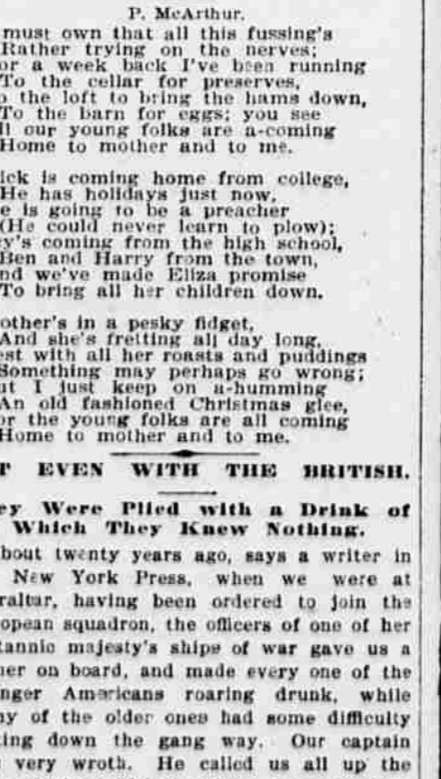 P. McArthur.
must own that all this fussing's
Rather trying on the nerves;
or a week back I've been running
To the cellar for preserves,
o the loft to bring the hams down,
To the barn for eggs; you see
ll our young folks are a-coming
Home to mother and to me.
ick is coming home from college,
He has holidays just now,
e is going to be a preacher
(He could never learn to plow);
cy's coming from the high school,
Ben and Harry from the town,
nd we've made Eliza promise
To bring all her children down.
other's in a pesky fidget,
And she's fretting all day long,
est with all her roasts and puddings
Something may perhaps go wrong;
ut I just keep on a-humming
An old fashioned Christmas glee,
or the young folks are all coming
Home to mother and to me.
T EVEN WITH THE BRITISH.
ey Were Plied with a Drink of
Which They Knew Nothing.
bout twenty years ago, says a writer in
New York Press, when we were at
raltar, having been ordered to join the
opean squadron, the officers of one of her
tannic majesty's ships of war gave us a
ner on board, and made every one of the
nger Americans roaring drunk, while
ny of the older ones had some difficulty
ting down the gang way. Our captain
very wroth. He called us all up the